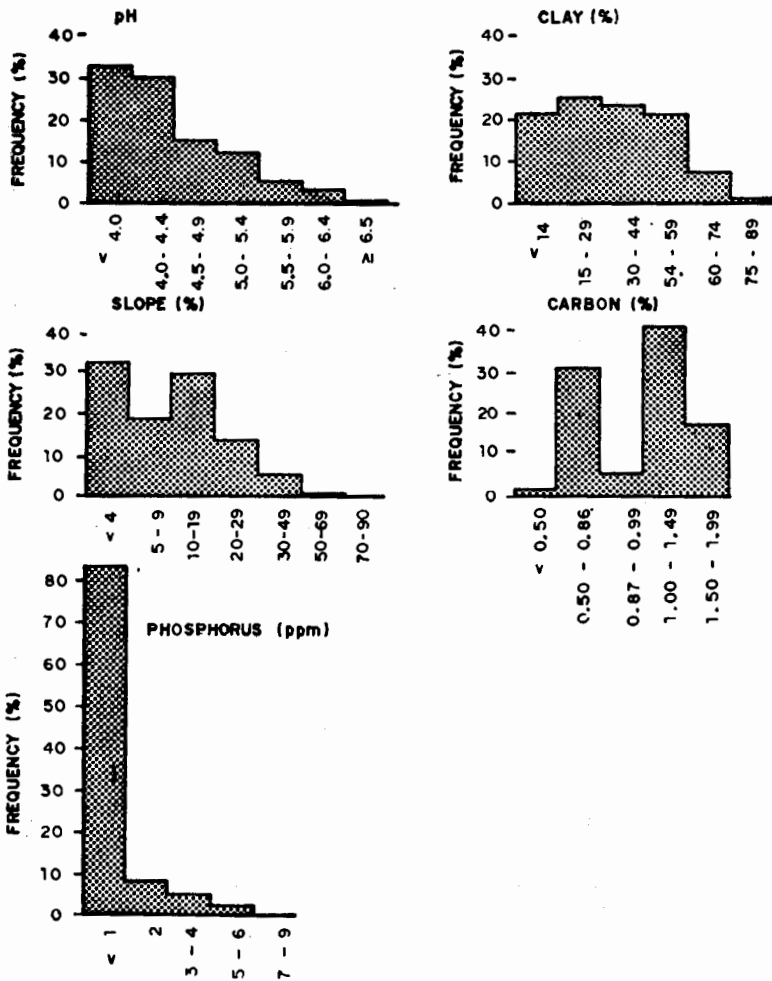 pH
FREQUENCY (%)
40
30
20
10
0
< 4.0
4.0 - 4.4
4.5 - 4.9
5.0 - 5.4
5.5 - 5.9
6.0 - 6.4
≥ 6.5
CLAY (%)
FREQUENCY (%)
40
30
20
10
0
< 14
15 - 29
30 - 44
54 - 59
60 - 74
75 - 89
SLOPE (%)
FREQUENCY (%)
40
30
20
10
0
< 4
5 - 9
10-19
20-29
30-49
50-69
70-90
CARBON (%)
FREQUENCY (%)
40
30
20
10
0
< 0.50
0.50 - 0.86
0.87 - 0.99
1.00 - 1.49
1.50 - 1.99
PHOSPHORUS (ppm)
FREQUENCY (%)
80
70
60
50
40
30
20
10
0
< 1
2
3 - 4
5 - 6
7 - 9